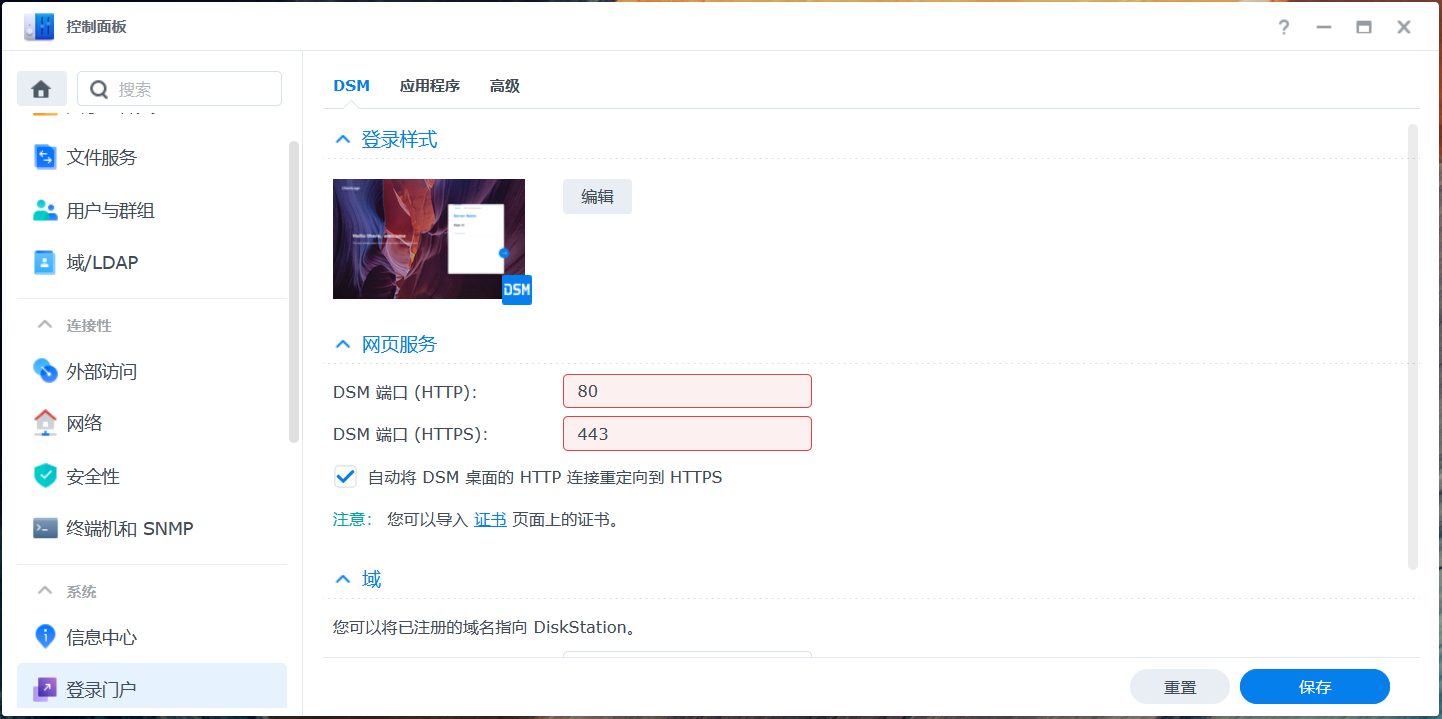 控制面板
搜索
文件服务
用户与群组
域/LDAP
连接性
外部访问
网络
安全性
终端机和 SNMP
系统
信息中心
登录门户
DSM 应用程序 高级
登录样式
编辑
DSM
网页服务
DSM 端口 (HTTP)： 80
DSM 端口 (HTTPS)： 443
自动将 DSM 桌面的 HTTP 连接重定向到 HTTPS
注意： 您可以导入 证书 页面上的证书。
域
您可以将已注册的域名指向 DiskStation。
重置 保存